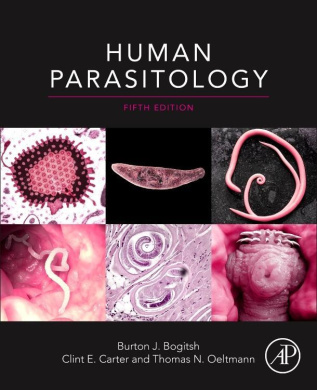 HUMAN
PARASITOLOGY
FIFTH EDITION
Burton J. Bogitsh
Clint E. Carter and Thomas N. Oeltmann
AP